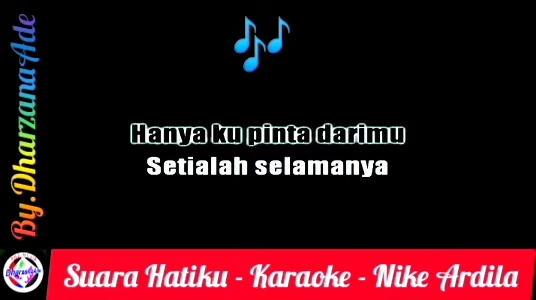 Hanya ku pinta darimu
Setialah selamanya
By.DharzanaAde
Suara Hatiku - Karaoke - Nike Ardila